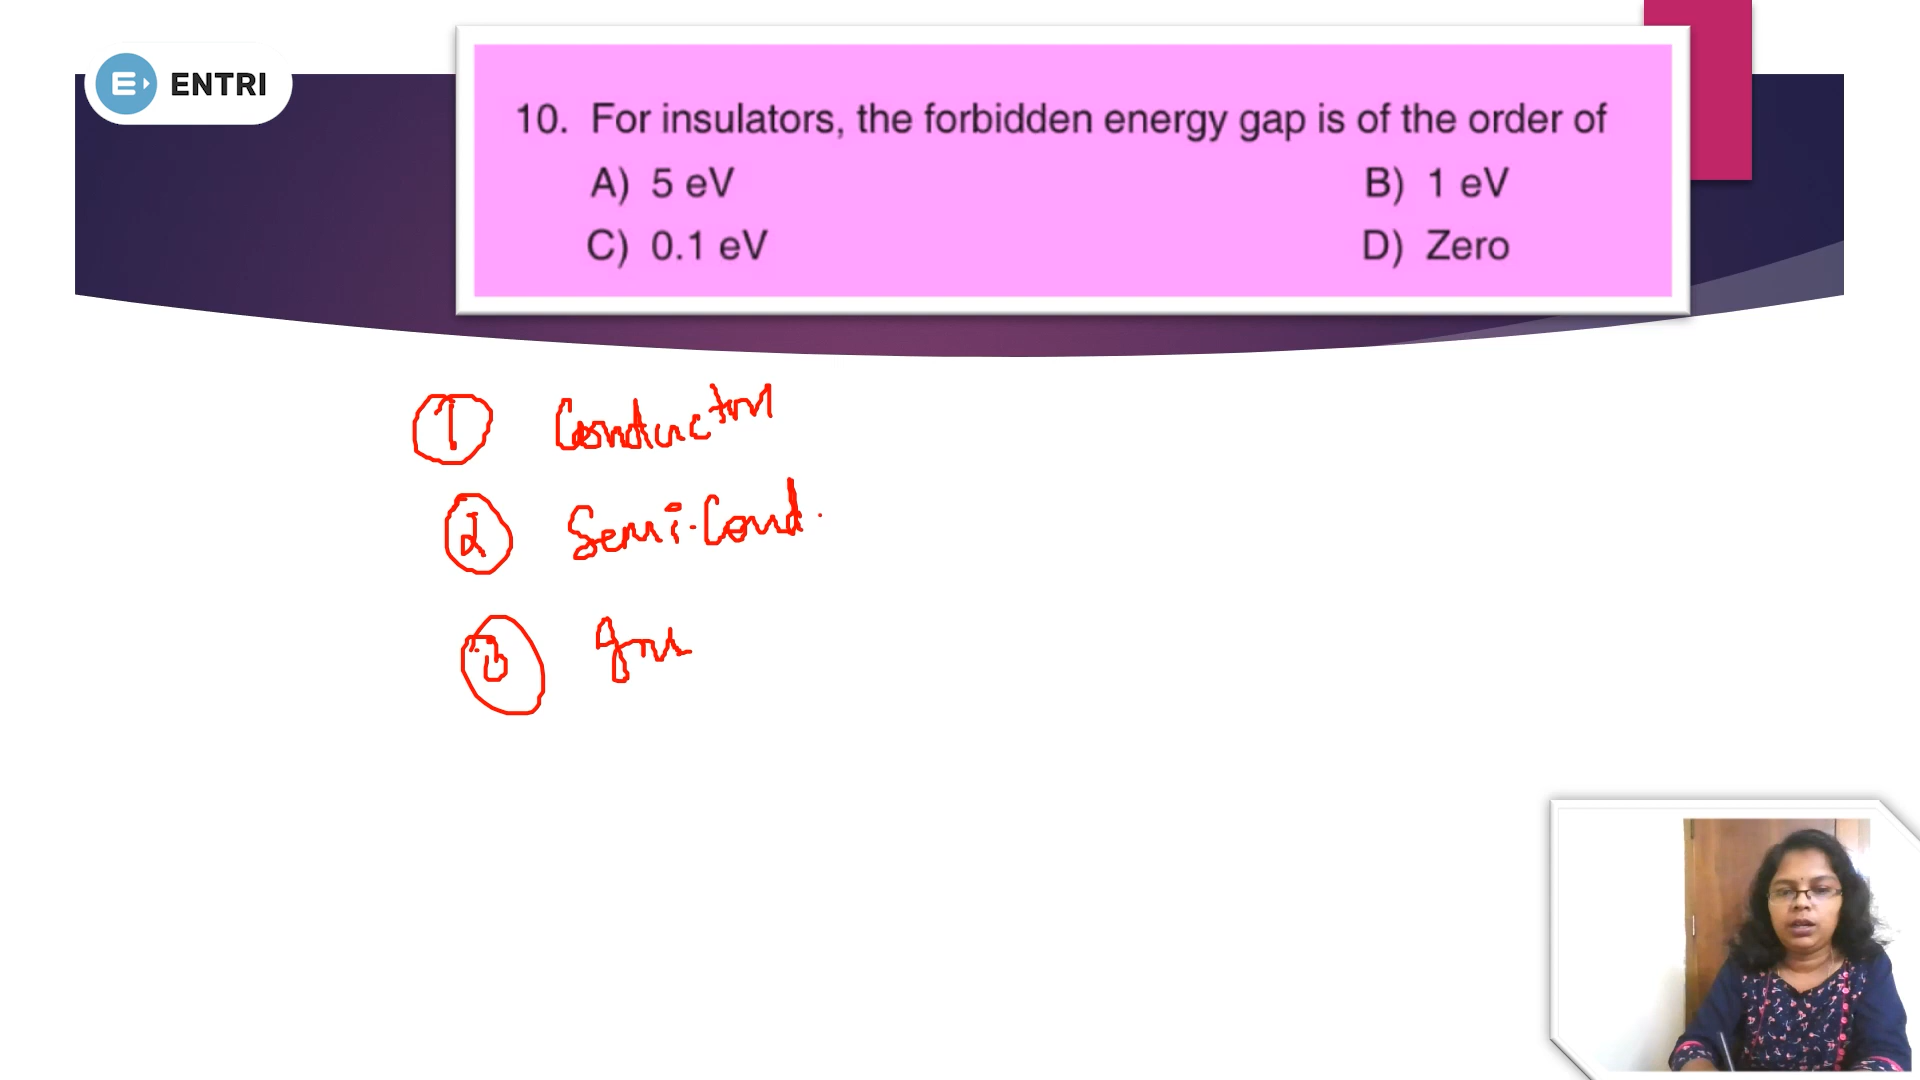 ENTRI
10. For insulators, the forbidden energy gap is of the order of
A) 5 eV B) 1 eV
C) 0.1 eV D) Zero
1 Conductor
2 Semi-Cond.
3 Ins